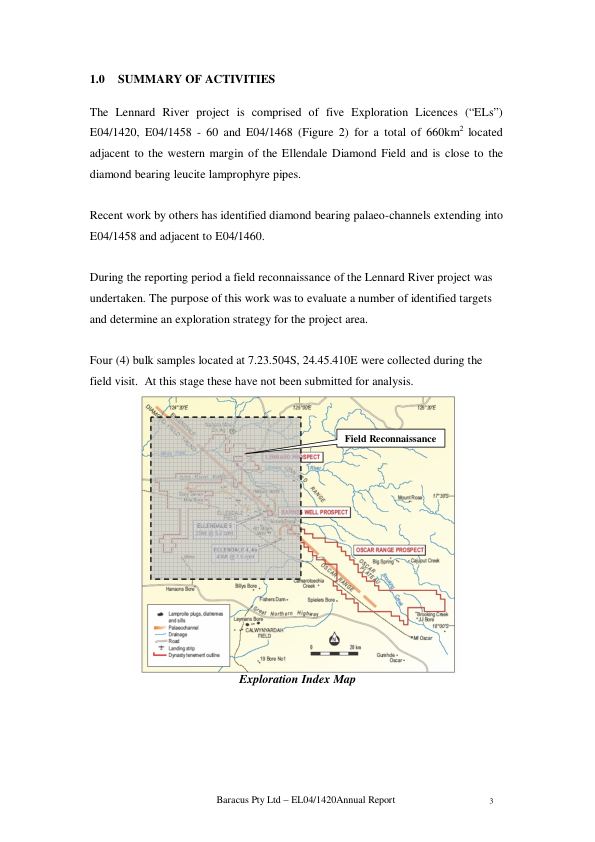 1.0 SUMMARY OF ACTIVITIES
The Lennard River project is comprised of five Exploration Licences (“ELs”)
E04/1420, E04/1458 - 60 and E04/1468 (Figure 2) for a total of 660km2 located
adjacent to the western margin of the Ellendale Diamond Field and is close to the
diamond bearing leucite lamprophyre pipes.
Recent work by others has identified diamond bearing palaeo-channels extending into
E04/1458 and adjacent to E04/1460.
During the reporting period a field reconnaissance of the Lennard River project was
undertaken. The purpose of this work was to evaluate a number of identified targets
and determine an exploration strategy for the project area.
Four (4) bulk samples located at 7.23.504S, 24.45.410E were collected during the
field visit. At this stage these have not been submitted for analysis.
124°30'E
125°00'E
125°30'E
Field Reconnaissance
LENNARD PROSPECT
River
RANGE
17°30'S
Mount Rose
WELL PROSPECT
ELLENDALE 9
OSCAR RANGE PROSPECT
Big Spring
Carpput Creek
OSCAR PLATEAU
OSCAR RANGE
Creek
Hansens Bore
Billys Bore
Fishers Dam
Spielers Bore
Great Northern Highway
Brooking Creek
JJ Bore
18°00'S
Laymans Bore
CALWYNYARDAH
FIELD
Mt Oscar
19 Bore No1
0 20 km
N
Gunhole
Oscar
Lamproite plugs, diatremes
and sills
Palaeochannel
Drainage
Road
Landing strip
Dynasty tenement outline
Exploration Index Map
Baracus Pty Ltd – EL04/1420Annual Report 3